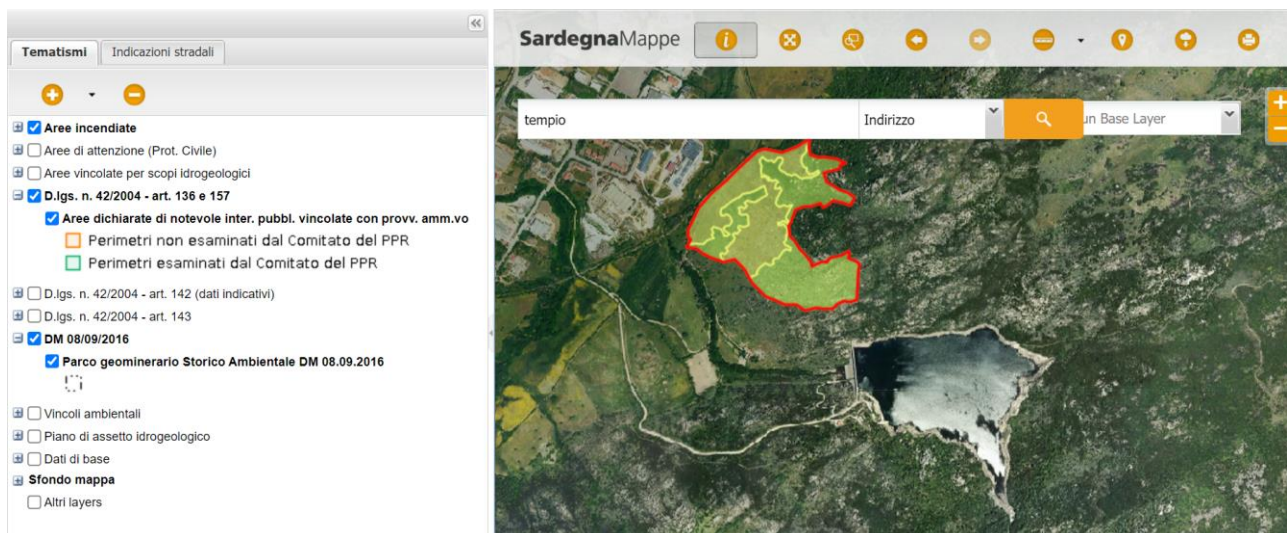 Tematismi
Indicazioni stradali
Aree incendiate
Aree di attenzione (Prot. Civile)
Aree vincolate per scopi idrogeologici
D.lgs. n. 42/2004 - art. 136 e 157
Aree dichiarate di notevole inter. pubbl. vincolate con provv. amm.vo
Perimetri non esaminati dal Comitato del PPR
Perimetri esaminati dal Comitato del PPR
D.lgs. n. 42/2004 - art. 142 (dati indicativi)
D.lgs. n. 42/2004 - art. 143
DM 08/09/2016
Parco geominerario Storico Ambientale DM 08.09.2016
Vincoli ambientali
Piano di assetto idrogeologico
Dati di base
Sfondo mappa
Altri layers
SardegnaMappe
tempio
Indirizzo
un Base Layer